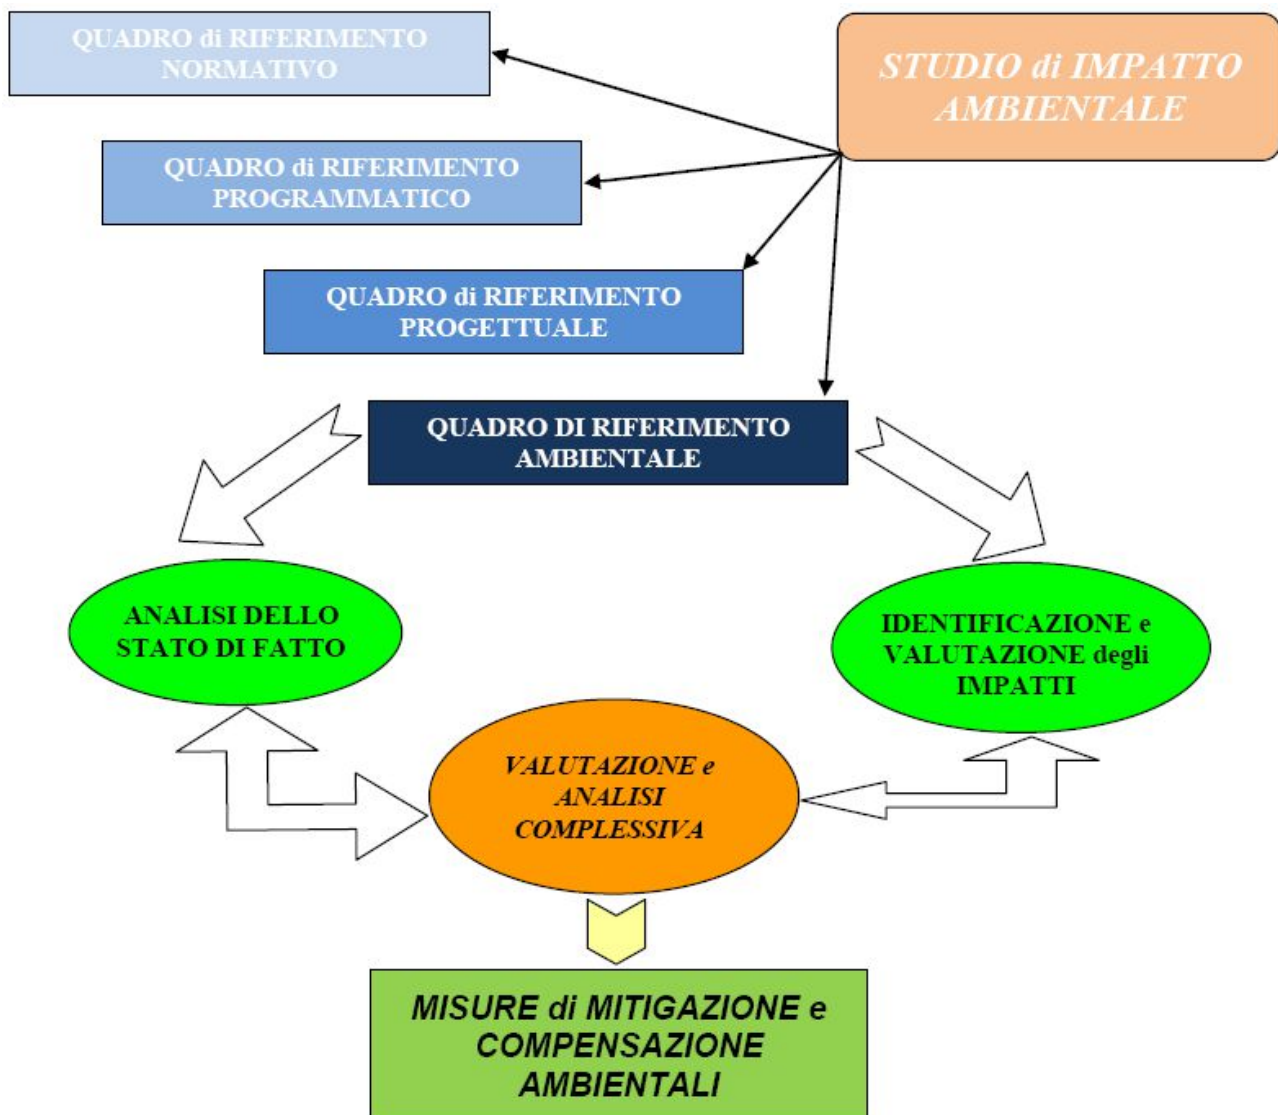 QUADRO di RIFERIMENTO
NORMATIVO
STUDIO di IMPATTO
AMBIENTALE
QUADRO di RIFERIMENTO
PROGRAMMATICO
QUADRO di RIFERIMENTO
PROGETTUALE
QUADRO DI RIFERIMENTO
AMBIENTALE
ANALISI DELLO
STATO DI FATTO
IDENTIFICAZIONE e
VALUTAZIONE degli
IMPATTI
VALUTAZIONE e
ANALISI
COMPLESSIVA
MISURE di MITIGAZIONE e
COMPENSAZIONE
AMBIENTALI